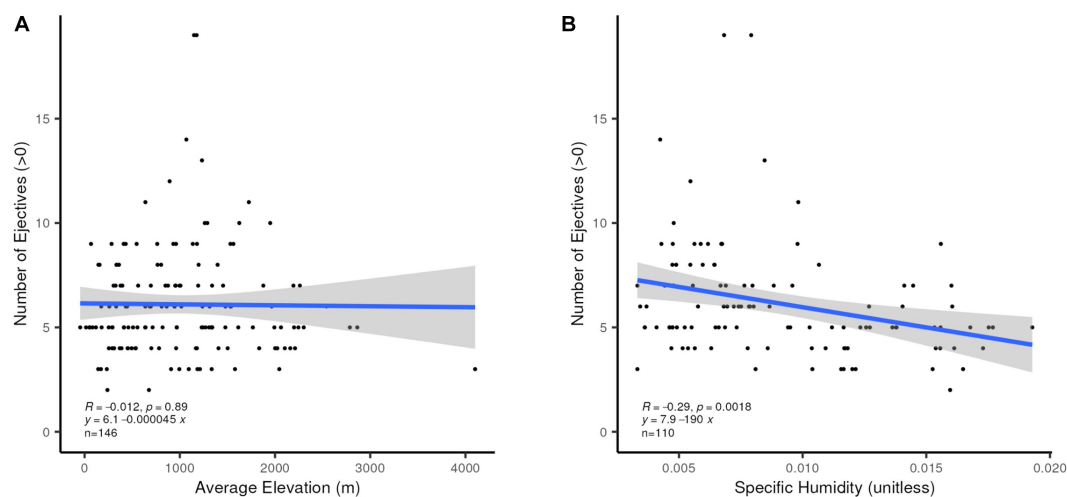 A
Number of Ejectives (>0)
15
10
5
0
R = −0.012, p = 0.89
y = 6.1 −0.000045 x
n=146
0 1000 2000 3000 4000
Average Elevation (m)
B
Number of Ejectives (>0)
15
10
5
0
R = −0.29, p = 0.0018
y = 7.9 −190 x
n=110
0.005 0.010 0.015 0.020
Specific Humidity (unitless)